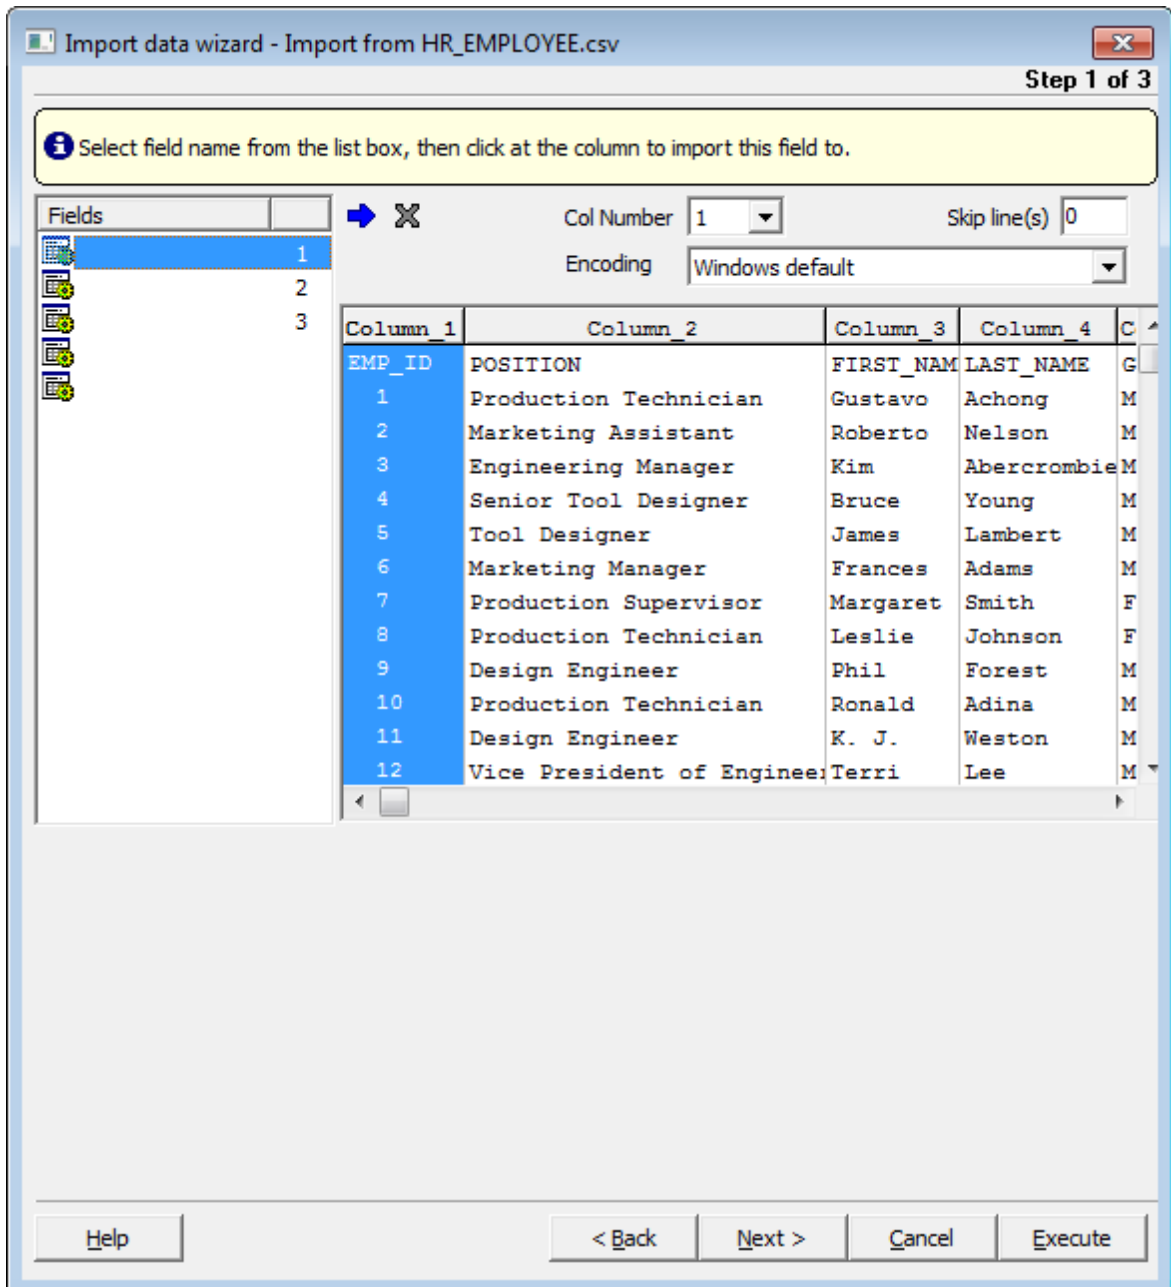 Import data wizard - Import from HR_EMPLOYEE.csv
Step 1 of 3
Select field name from the list box, then click at the column to import this field to.
Fields
1
2
3
Col Number 1 Skip line(s) 0
Encoding Windows default
Column_1 Column_2 Column_3 Column_4 C
EMP_ID POSITION FIRST_NAM LAST_NAME G
1 Production Technician Gustavo Achong M
2 Marketing Assistant Roberto Nelson M
3 Engineering Manager Kim Abercrombie M
4 Senior Tool Designer Bruce Young M
5 Tool Designer James Lambert M
6 Marketing Manager Frances Adams M
7 Production Supervisor Margaret Smith F
8 Production Technician Leslie Johnson F
9 Design Engineer Phil Forest M
10 Production Technician Ronald Adina M
11 Design Engineer K. J. Weston M
12 Vice President of Engineer Terri Lee M
Help < Back Next > Cancel Execute